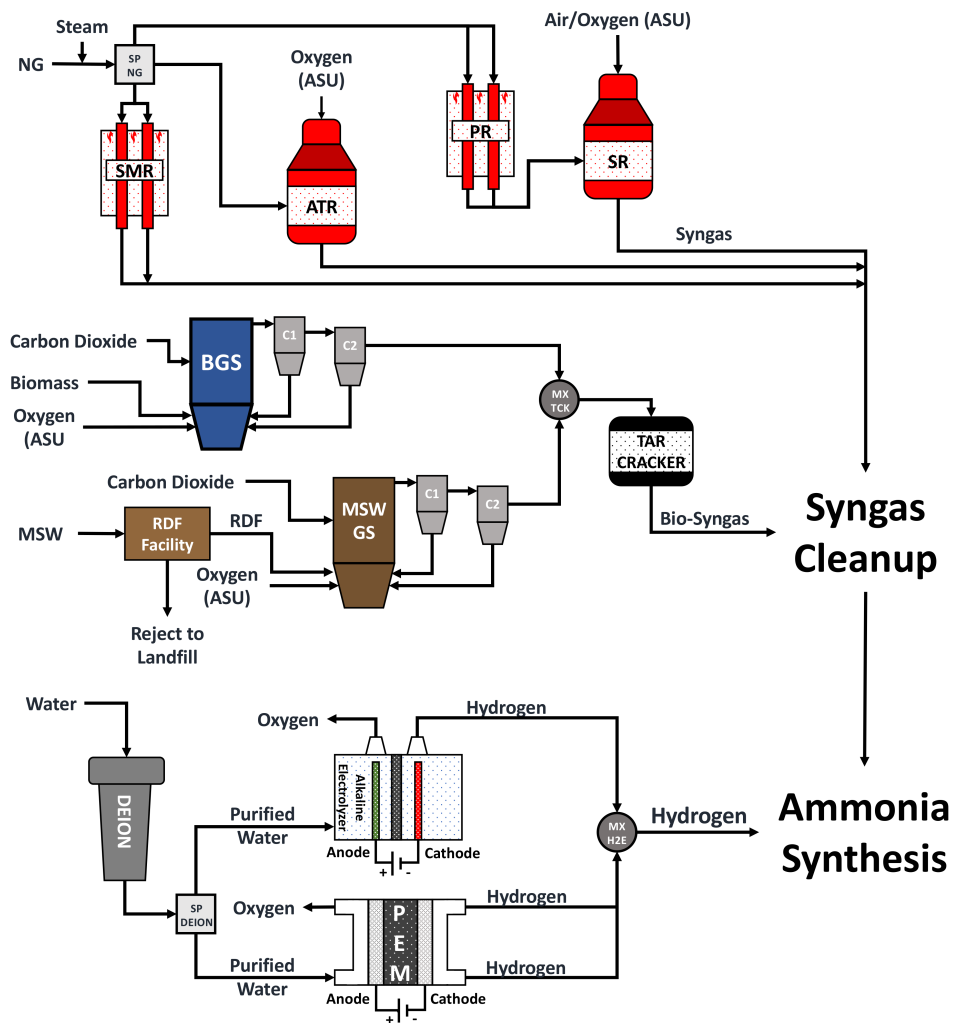 Steam
NG
SP
NG
Oxygen
(ASU)
Air/Oxygen (ASU)
SMR
ATR
PR
SR
Syngas
Carbon Dioxide
Biomass
Oxygen
(ASU
BGS
C1
C2
MX
TCK
TAR
CRACKER
Bio-Syngas
Carbon Dioxide
MSW
RDF
Facility
RDF
Oxygen
(ASU)
Reject to
Landfill
MSW
GS
C1
C2
Syngas
Cleanup
Water
DEION
SP
DEION
Purified
Water
Purified
Water
Oxygen
Hydrogen
Alkaline
Electrolyzer
Anode
Cathode
+
-
MX
H2E
Hydrogen
Ammonia
Synthesis
Oxygen
Hydrogen
PEM
Hydrogen
Anode
Cathode
+
-